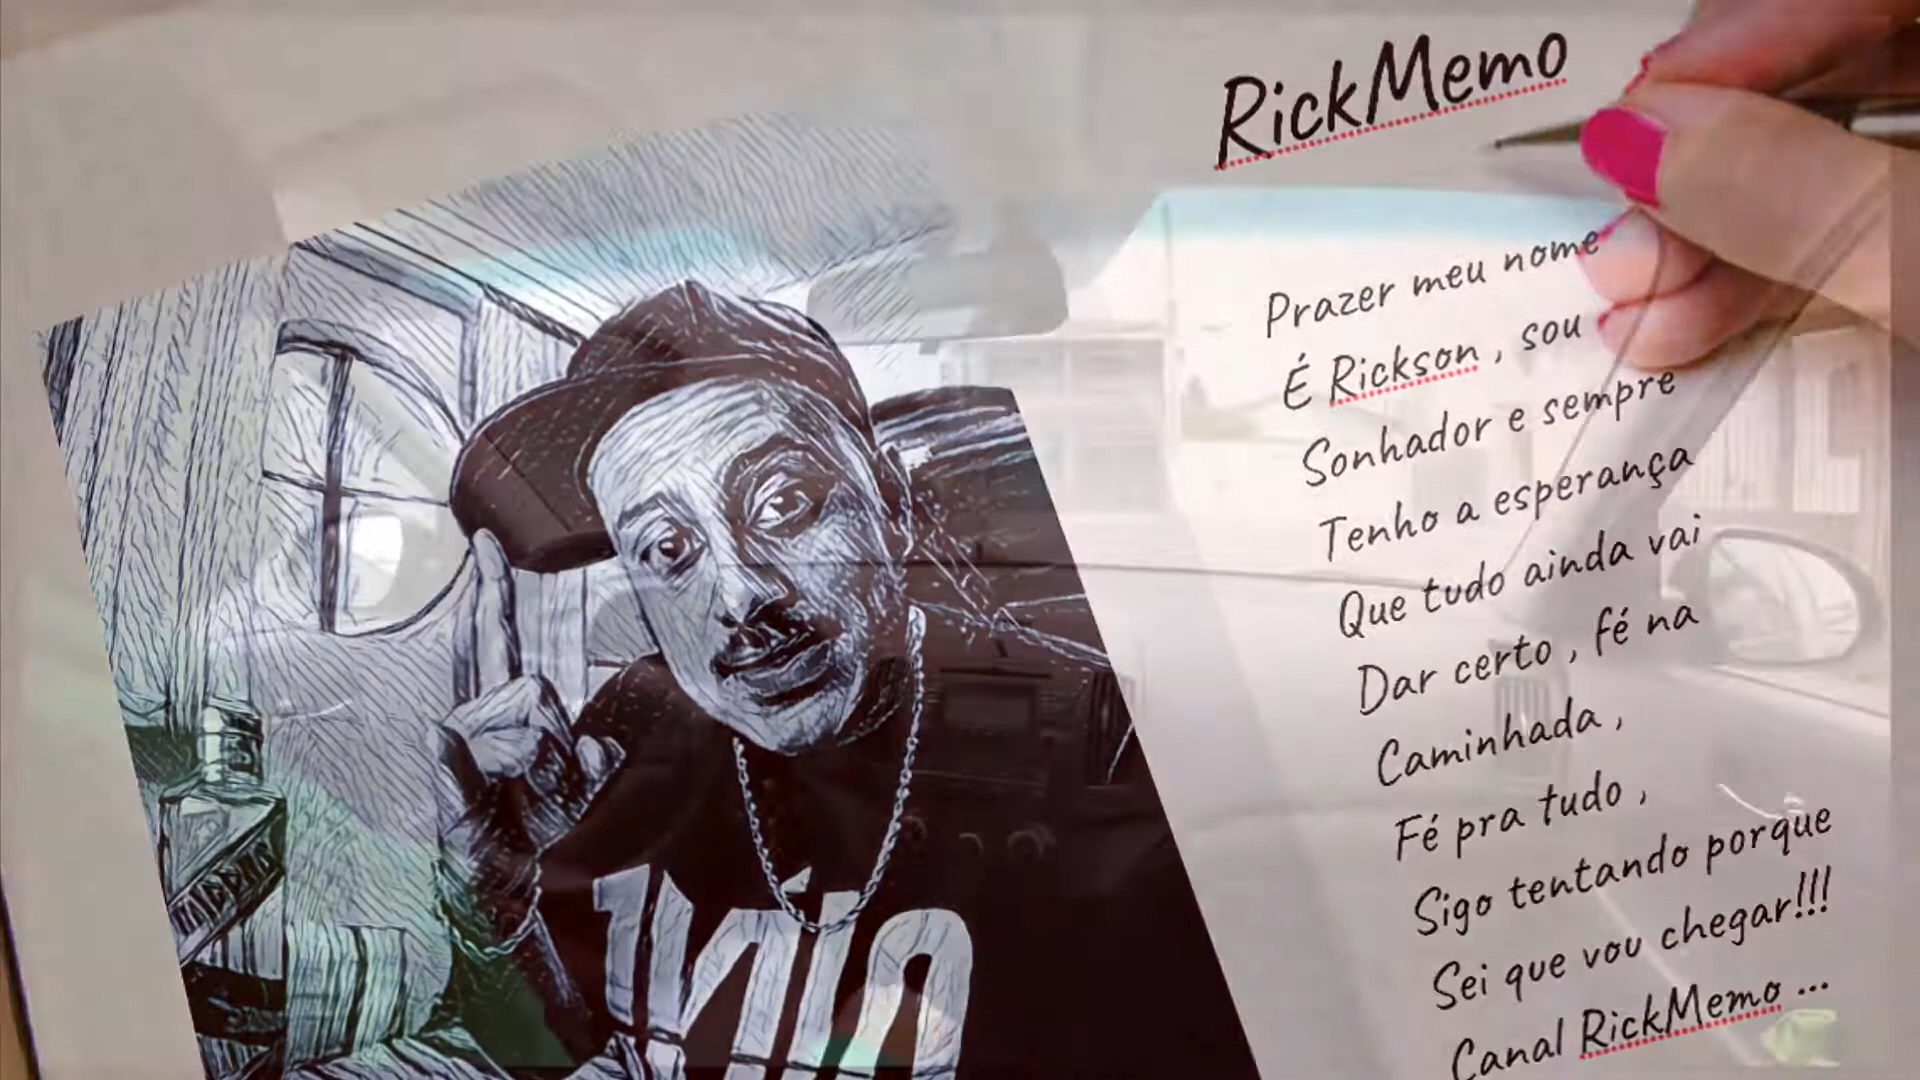 RickMemo
Prazer meu nome
É Rickson , sou
Sonhador e sempre
Tenho a esperança
Que tudo ainda vai
Dar certo , fé na
Caminhada ,
Fé pra tudo ,
Sigo tentando porque
Sei que vou chegar!!!
Canal RickMemo ...